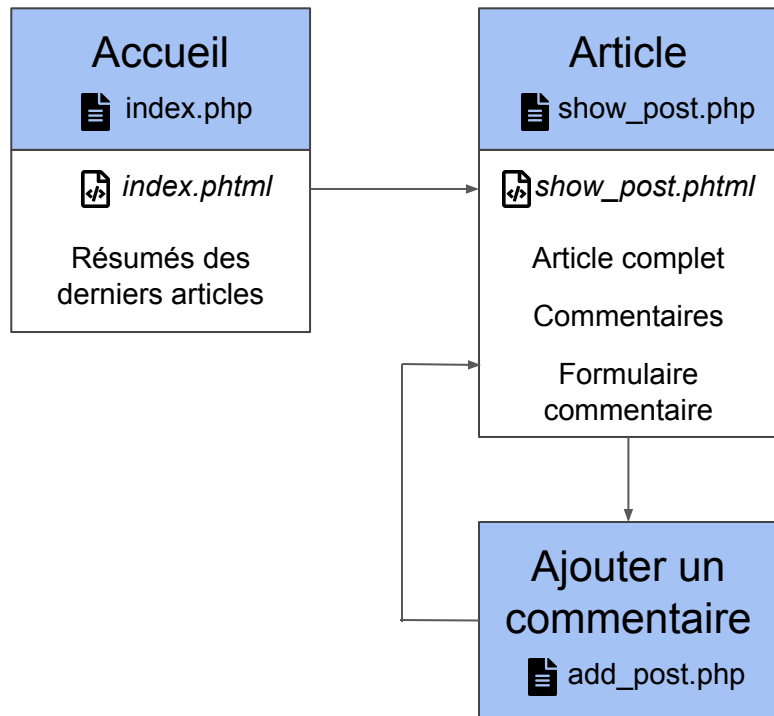 Accueil
index.php
index.phtml
Résumés des
derniers articles
Article
show_post.php
show_post.phtml
Article complet
Commentaires
Formulaire
commentaire
Ajouter un
commentaire
add_post.php